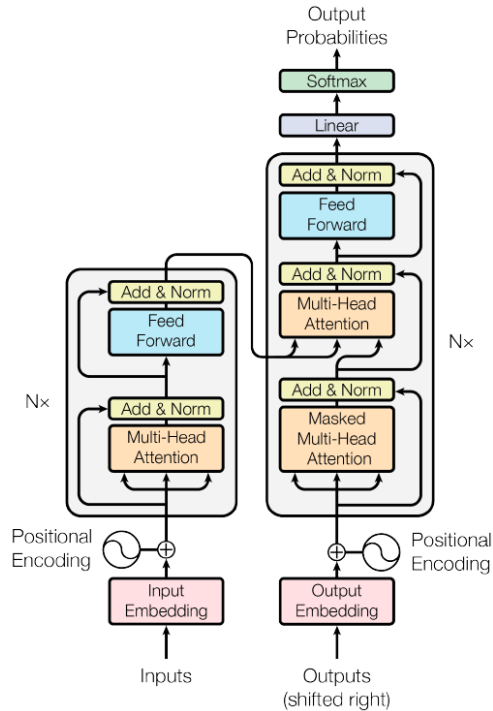 Output
Probabilities
Softmax
Linear
Add & Norm
Feed
Forward
Add & Norm
Multi-Head
Attention
Add & Norm
Masked
Multi-Head
Attention
N×
Add & Norm
Feed
Forward
Add & Norm
Multi-Head
Attention
N×
Positional
Encoding
Positional
Encoding
Input
Embedding
Output
Embedding
Inputs
Outputs
(shifted right)